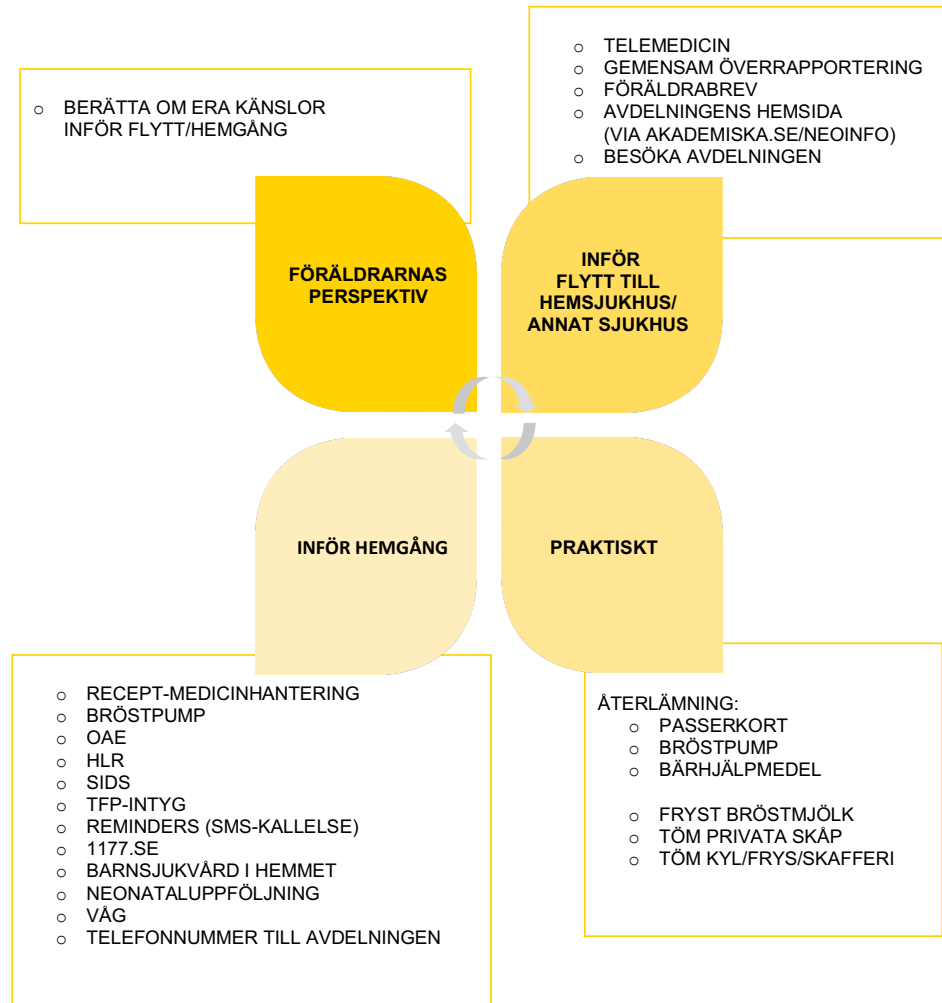 ○ BERÄTTA OM ERA KÄNSLOR
INFÖR FLYTT/HEMGÅNG
○ TELEMEDICIN
○ GEMENSAM ÖVERRAPPORTERING
○ FÖRÄLDRABREV
○ AVDELNINGENS HEMSIDA
(VIA AKADEMISKA.SE/NEOINFO)
○ BESÖKA AVDELNINGEN
FÖRÄLDRARNAS
PERSPEKTIV
INFÖR
FLYTT TILL
HEMSJUKHUS/
ANNAT SJUKHUS
INFÖR HEMGÅNG
PRAKTISKT
○ RECEPT-MEDICINHANTERING
○ BRÖSTPUMP
○ OAE
○ HLR
○ SIDS
○ TFP-INTYG
○ REMINDERS (SMS-KALLELSE)
○ 1177.SE
○ BARNSJUKVÅRD I HEMMET
○ NEONATALUPPFÖLJNING
○ VÅG
○ TELEFONNUMMER TILL AVDELNINGEN
ÅTERLÄMNING:
○ PASSERKORT
○ BRÖSTPUMP
○ BÄRHJÄLPMEDEL
○ FRYST BRÖSTMJÖLK
○ TÖM PRIVATA SKÅP
○ TÖM KYL/FRYS/SKAFFERI